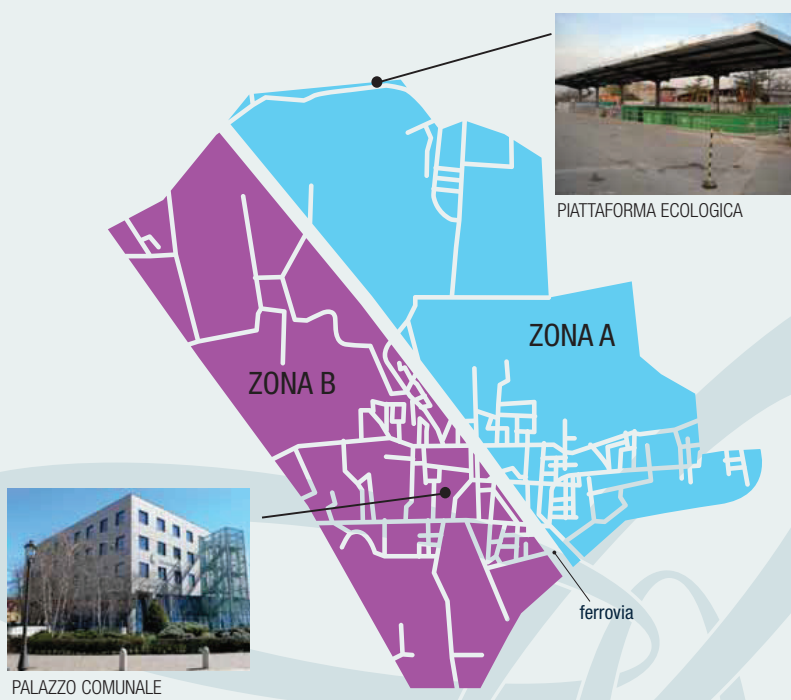 PIATTAFORMA ECOLOGICA
ZONA A
ZONA B
ferrovia
PALAZZO COMUNALE